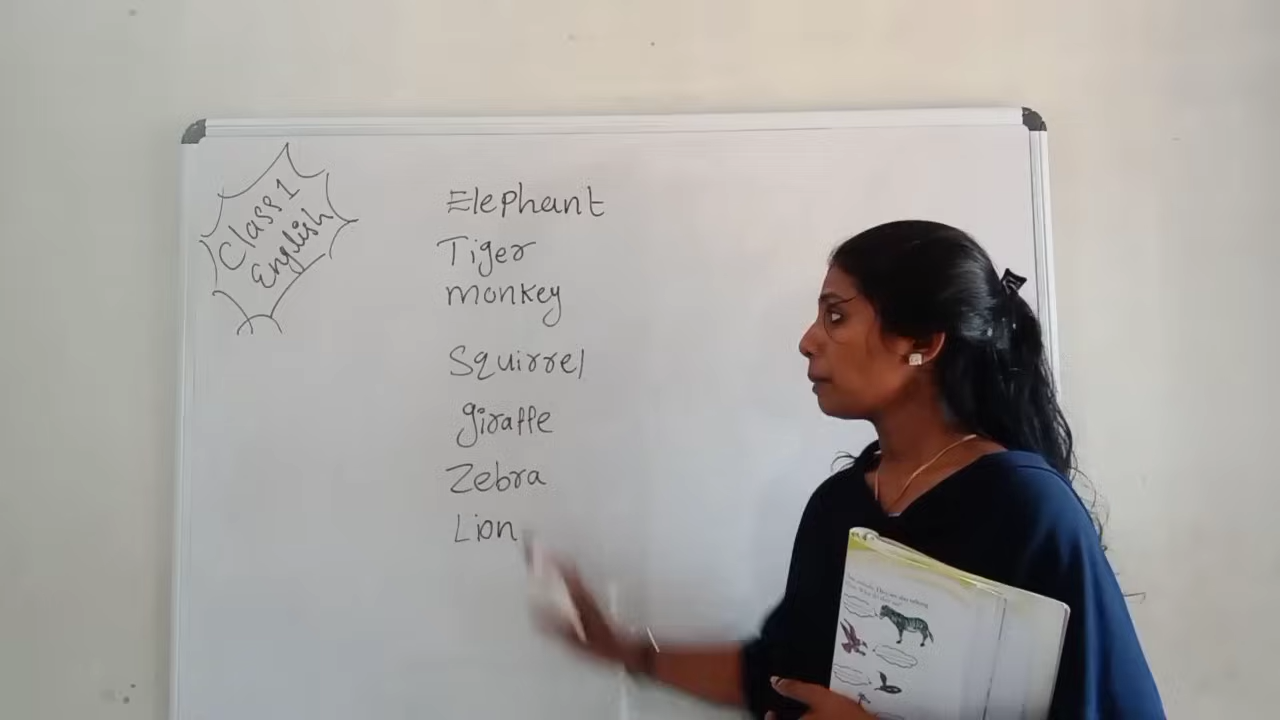 Class 1
English
Elephant
Tiger
monkey
Squirrel
giraffe
Zebra
Lion